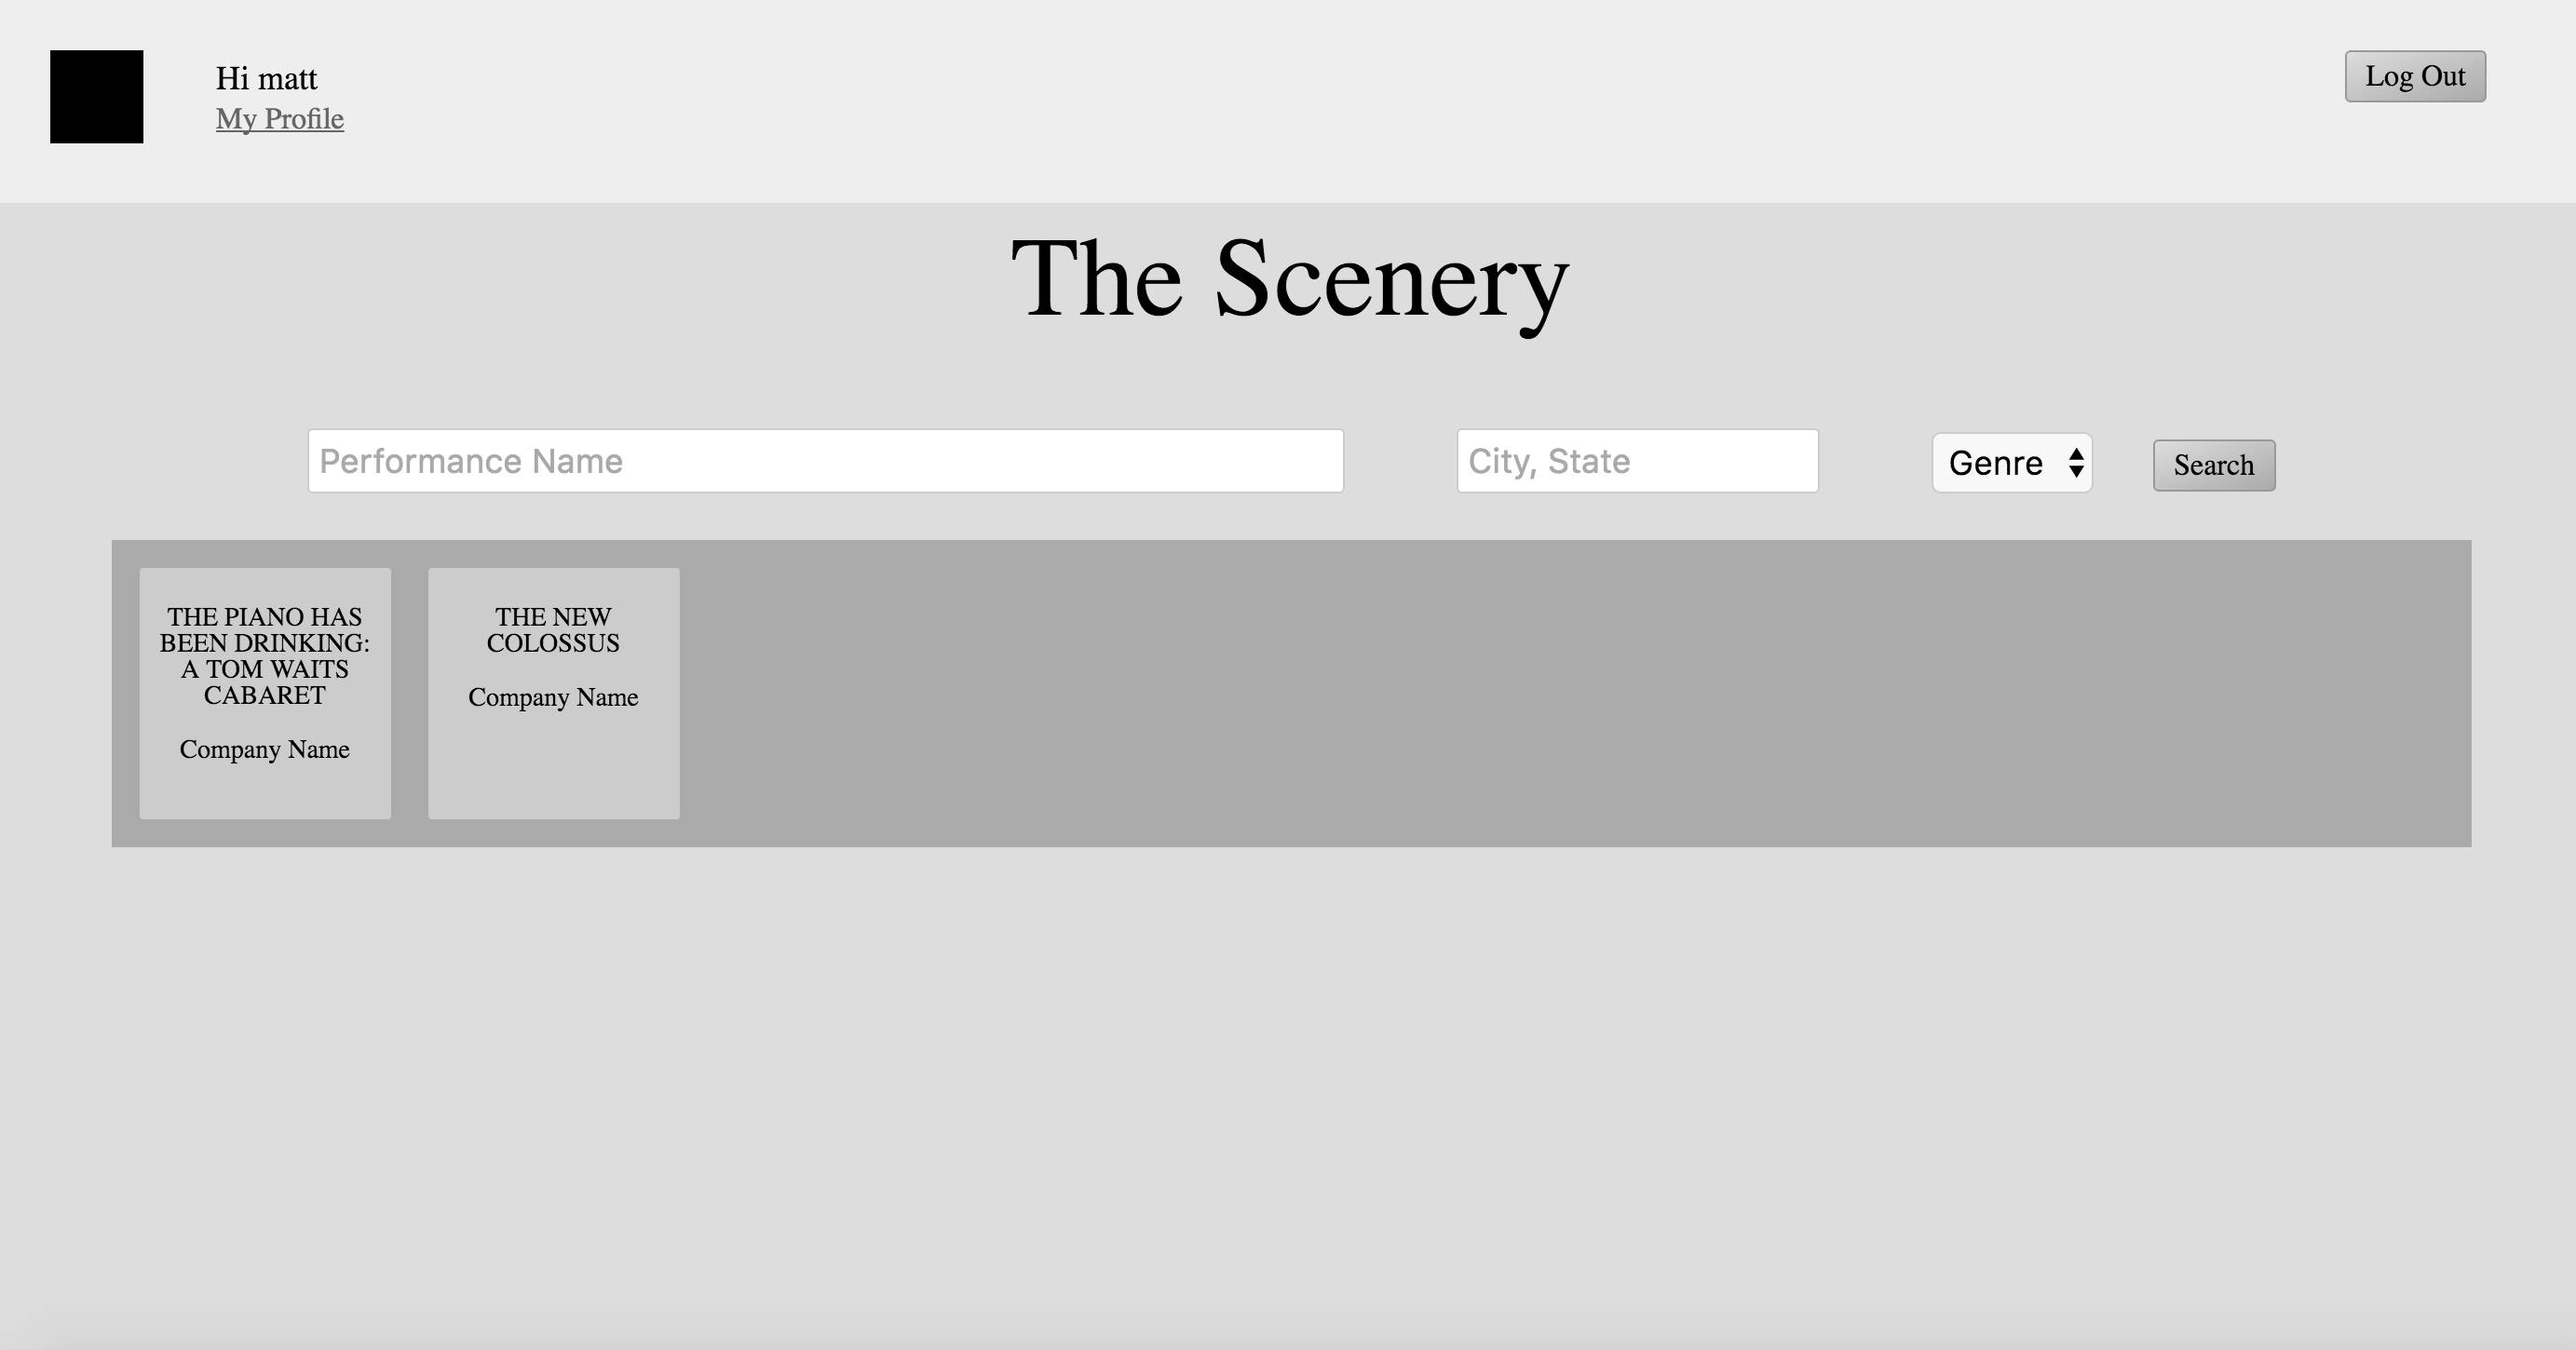 Hi matt
My Profile
Log Out
The Scenery
Performance Name
City, State
Genre
Search
THE PIANO HAS
BEEN DRINKING:
A TOM WAITS
CABARET
Company Name
THE NEW
COLOSSUS
Company Name